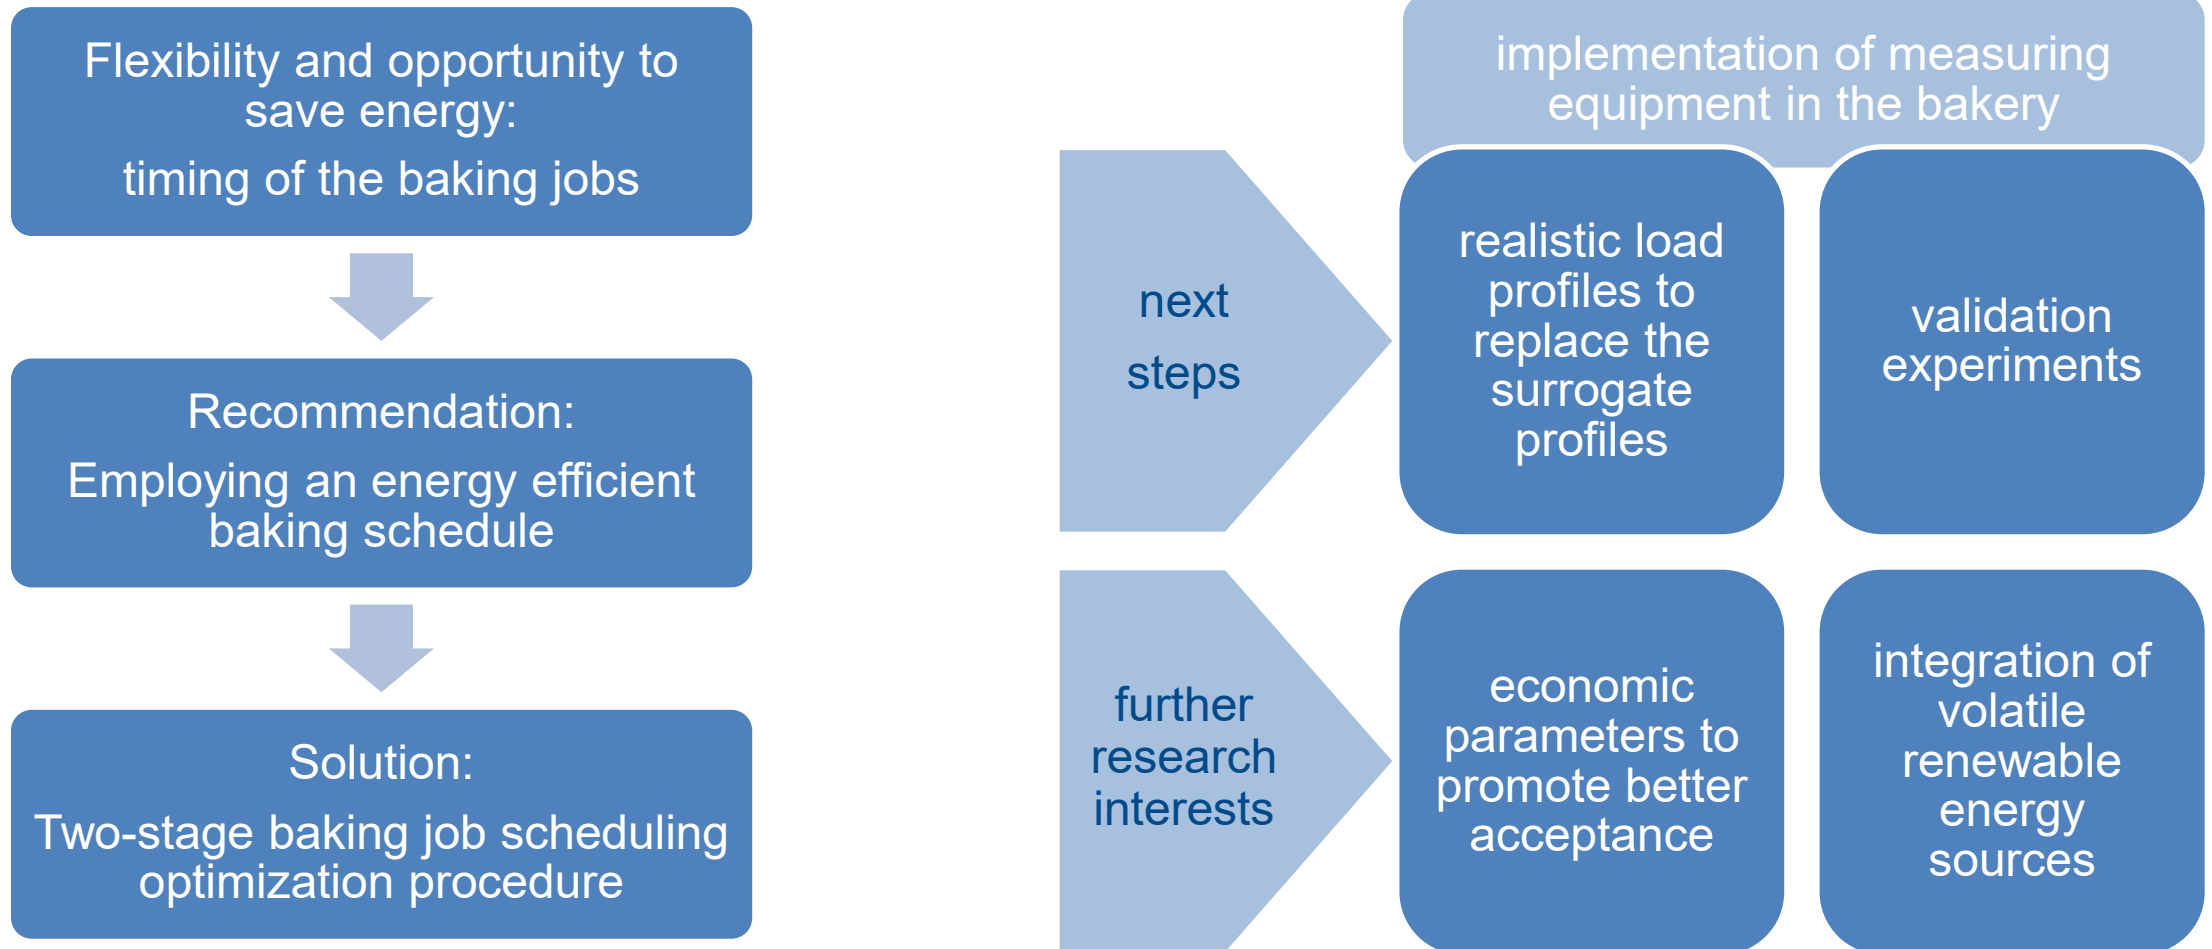 Flexibility and opportunity to
save energy:
timing of the baking jobs
Recommendation:
Employing an energy efficient
baking schedule
Solution:
Two-stage baking job scheduling
optimization procedure
implementation of measuring
equipment in the bakery
next
steps
realistic load
profiles to
replace the
surrogate
profiles
validation
experiments
further
research
interests
economic
parameters to
promote better
acceptance
integration of
volatile
renewable
energy
sources